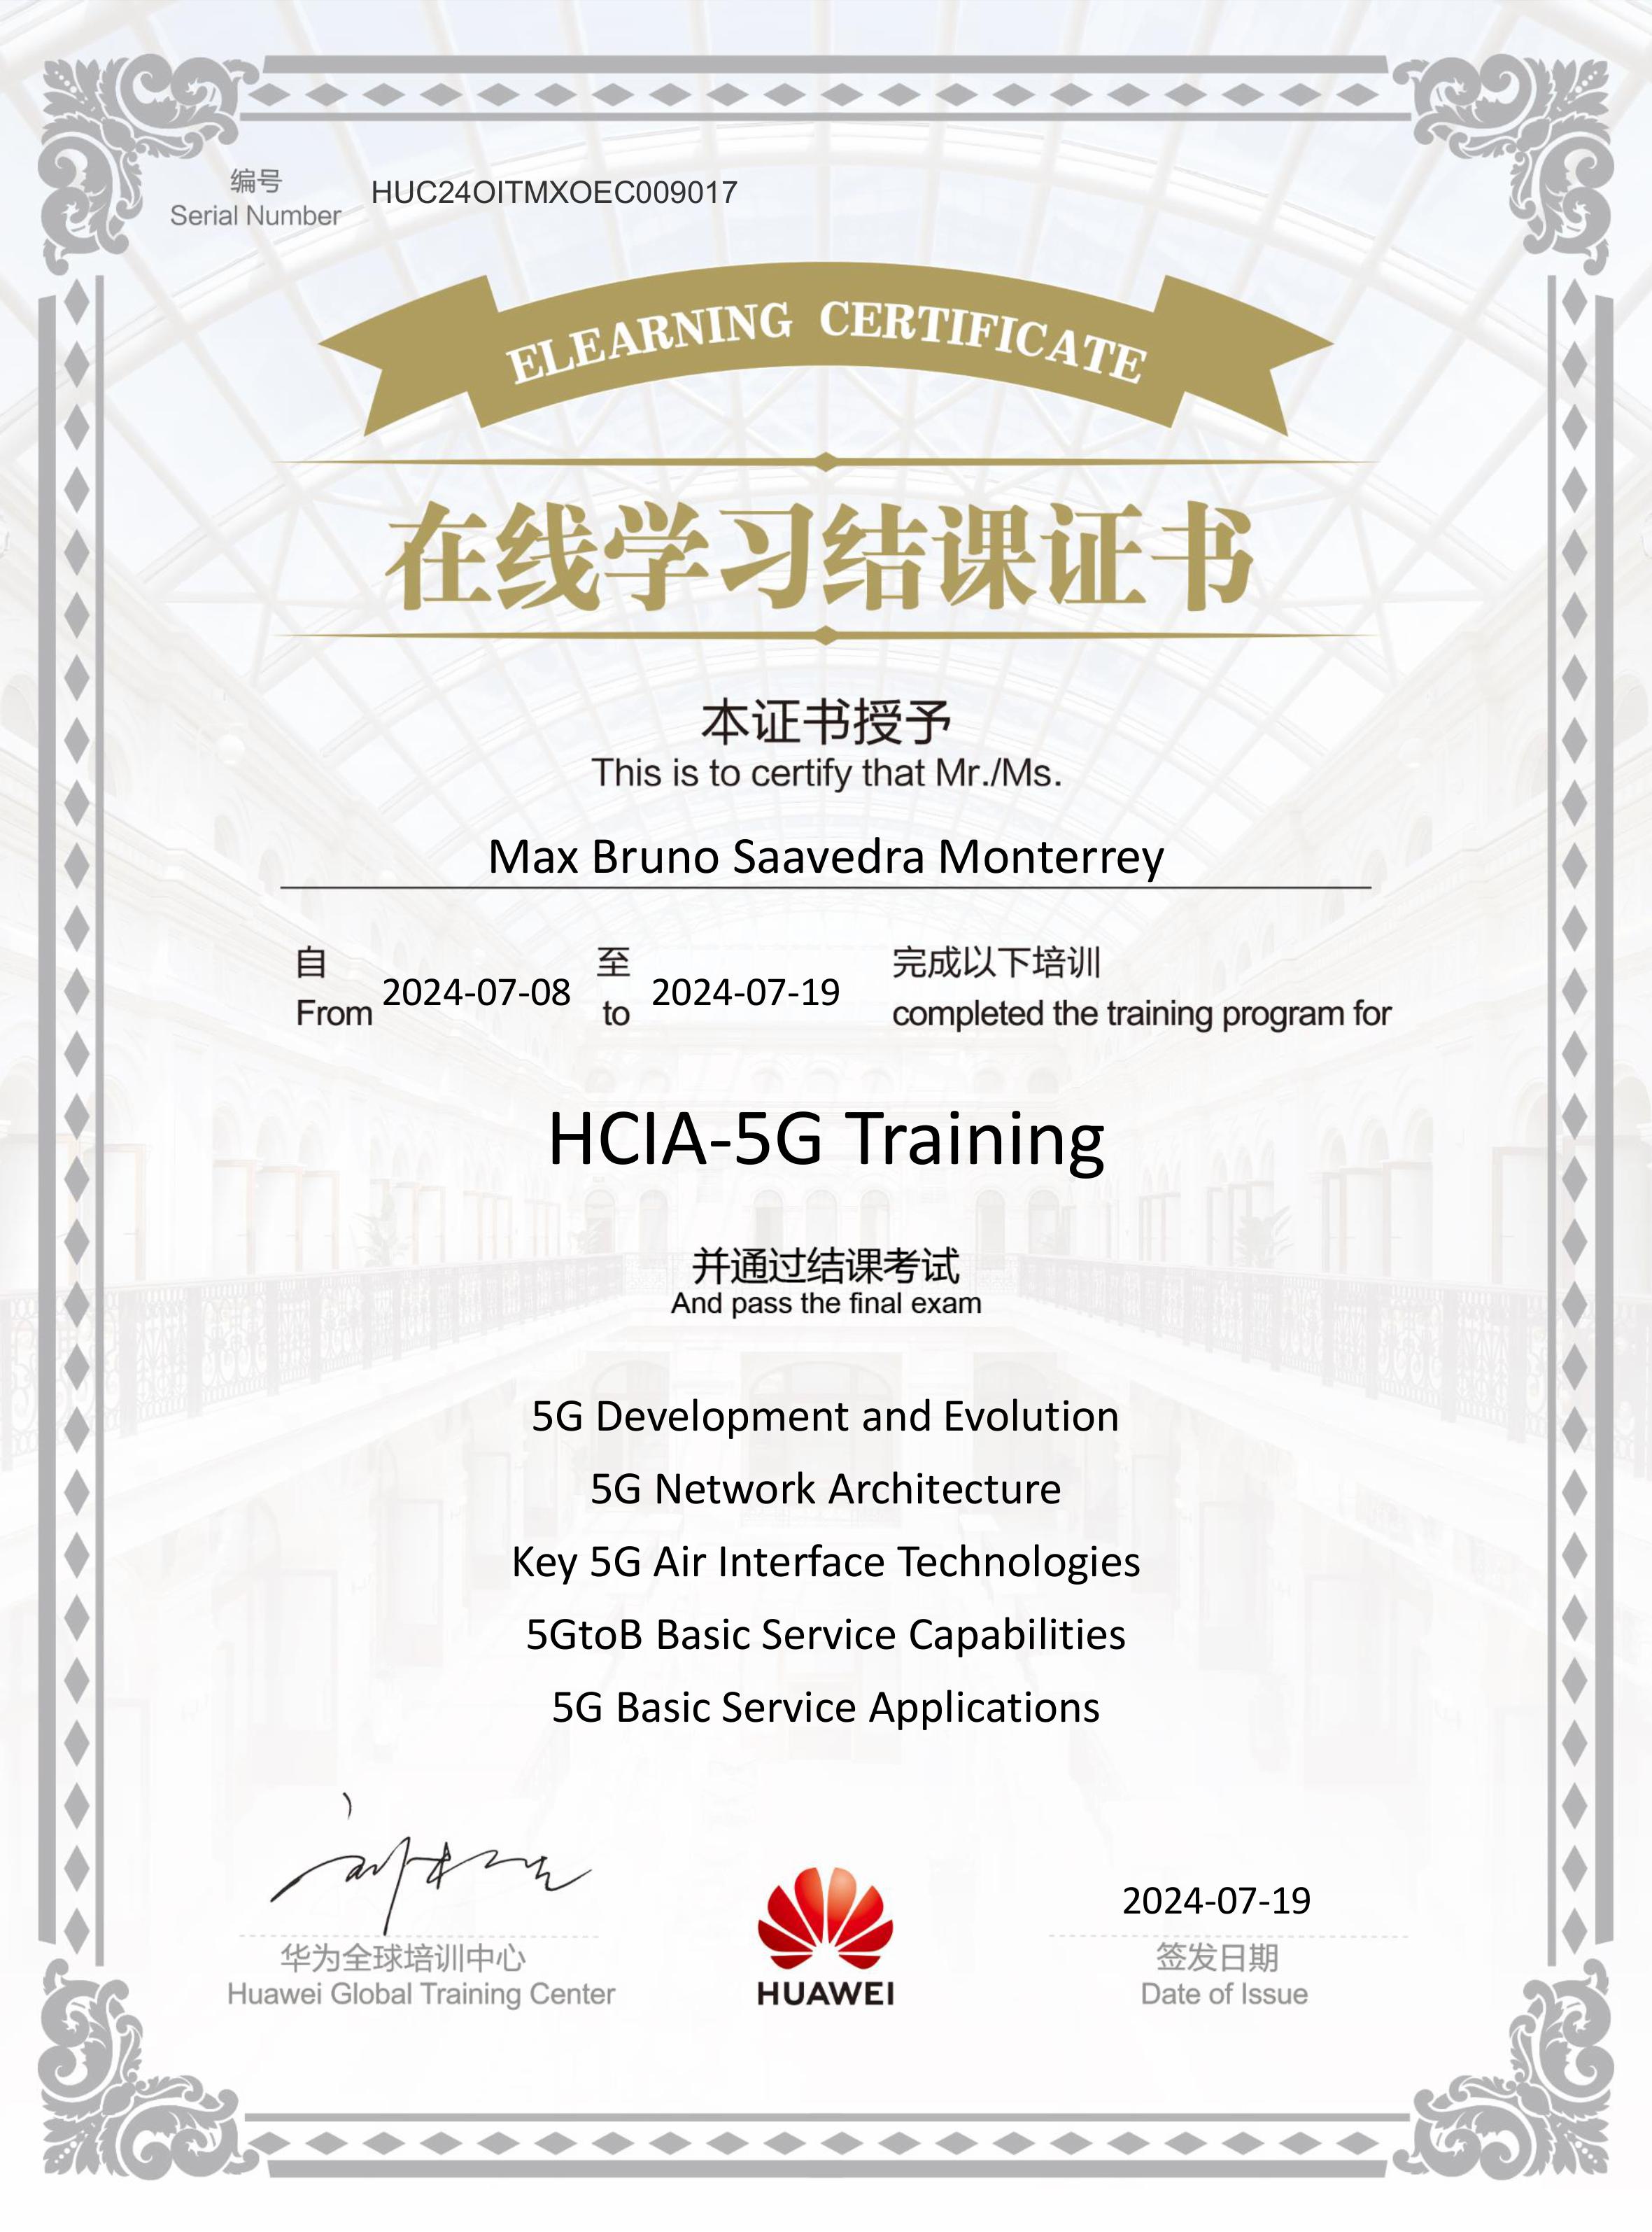 编号
Serial Number
HUC24OITMXOEC009017
ELEARNING CERTIFICATE
在线学习结课证书
本证书授予
This is to certify that Mr./Ms.
Max Bruno Saavedra Monterrey
自 至 完成以下培训
From 2024-07-08 to 2024-07-19 completed the training program for
HCIA-5G Training
并通过结课考试
And pass the final exam
5G Development and Evolution
5G Network Architecture
Key 5G Air Interface Technologies
5GtoB Basic Service Capabilities
5G Basic Service Applications
华为全球培训中心
Huawei Global Training Center
HUAWEI
2024-07-19
签发日期
Date of Issue